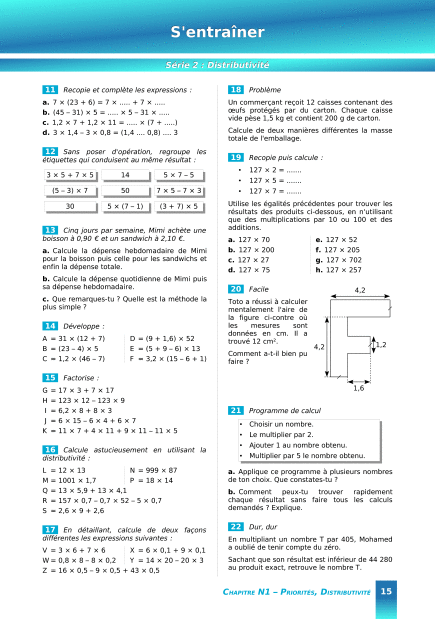 S'entraîner
Série 2 : Distributivité
11 Recopie et complète les expressions :
a. 7 × (23 + 6) = 7 × ..... + 7 × .....
b. (45 – 31) × 5 = ..... × 5 – 31 × .....
c. 1,2 × 7 + 1,2 × 11 = ..... × (7 + .....)
d. 3 × 1,4 – 3 × 0,8 = (1,4 .... 0,8) .... 3
12 Sans poser d'opération, regroupe les
étiquettes qui conduisent au même résultat :
3 × 5 + 7 × 5
14
5 × 7 – 5
(5 – 3) × 7
50
7 × 5 – 7 × 3
30
5 × (7 – 1)
(3 + 7) × 5
13 Cinq jours par semaine, Mimi achète une
boisson à 0,90 € et un sandwich à 2,10 €.
a. Calcule la dépense hebdomadaire de Mimi
pour la boisson puis celle pour les sandwichs et
enfin la dépense totale.
b. Calcule la dépense quotidienne de Mimi puis
sa dépense hebdomadaire.
c. Que remarques-tu ? Quelle est la méthode la
plus simple ?
14 Développe :
A = 31 × (12 + 7)
D = (9 + 1,6) × 52
B = (23 – 4) × 5
E = (5 + 9 – 6) × 13
C = 1,2 × (46 – 7)
F = 3,2 × (15 – 6 + 1)
15 Factorise :
G = 17 × 3 + 7 × 17
H = 123 × 12 – 123 × 9
I = 6,2 × 8 + 8 × 3
J = 6 × 15 – 6 × 4 + 6 × 7
K = 11 × 7 + 4 × 11 + 9 × 11 – 11 × 5
16 Calcule astucieusement en utilisant la
distributivité :
L = 12 × 13
N = 999 × 87
M = 1001 × 1,7
P = 18 × 14
Q = 13 × 5,9 + 13 × 4,1
R = 157 × 0,7 – 0,7 × 52 – 5 × 0,7
S = 2,6 × 9 + 2,6
17 En détaillant, calcule de deux façons
différentes les expressions suivantes :
V = 3 × 6 + 7 × 6
X = 6 × 0,1 + 9 × 0,1
W = 0,8 × 8 – 8 × 0,2
Y = 14 × 20 – 20 × 3
Z = 16 × 0,5 – 9 × 0,5 + 43 × 0,5
18 Problème
Un commerçant reçoit 12 caisses contenant des
œufs protégés par du carton. Chaque caisse
vide pèse 1,5 kg et contient 200 g de carton.
Calcule de deux manières différentes la masse
totale de l'emballage.
19 Recopie puis calcule :
• 127 × 2 = .......
• 127 × 5 = .......
• 127 × 7 = .......
Utilise les égalités précédentes pour trouver les
résultats des produits ci-dessous, en n'utilisant
que des multiplications par 10 ou 100 et des
additions.
a. 127 × 70
e. 127 × 52
b. 127 × 200
f. 127 × 205
c. 127 × 27
g. 127 × 702
d. 127 × 75
h. 127 × 257
20 Facile
Toto a réussi à calculer
mentalement l'aire de
la figure ci-contre où
les mesures sont
données en cm. Il a
trouvé 12 cm².
Comment a-t-il bien pu
faire ?
4,2
4,2
1,2
1,6
21 Programme de calcul
• Choisir un nombre.
• Le multiplier par 2.
• Ajouter 1 au nombre obtenu.
• Multiplier par 5 le nombre obtenu.
a. Applique ce programme à plusieurs nombres
de ton choix. Que constates-tu ?
b. Comment peux-tu trouver rapidement
chaque résultat sans faire tous les calculs
demandés ? Explique.
22 Dur, dur
En multipliant un nombre T par 405, Mohamed
a oublié de tenir compte du zéro.
Sachant que son résultat est inférieur de 44 280
au produit exact, retrouve le nombre T.
CHAPITRE N1 – PRIORITÉS, DISTRIBUTIVITÉ 15